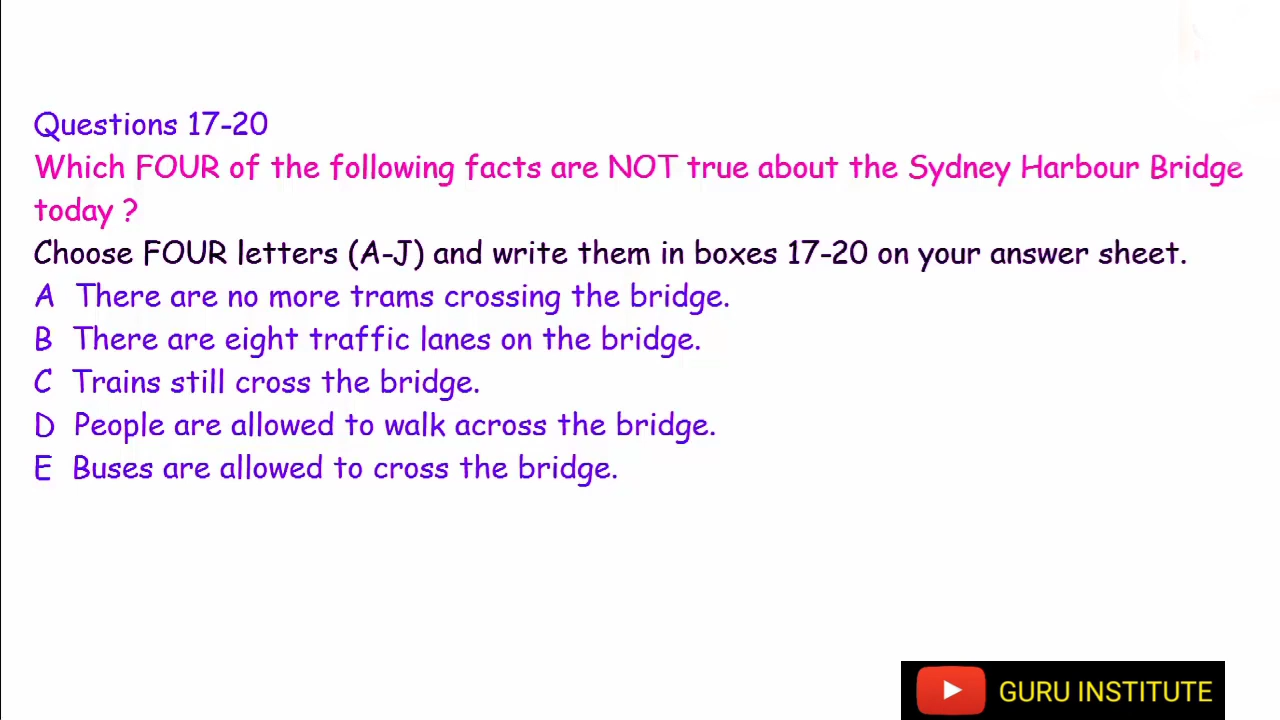 Questions 17-20
Which FOUR of the following facts are NOT true about the Sydney Harbour Bridge
today ?
Choose FOUR letters (A-J) and write them in boxes 17-20 on your answer sheet.
A There are no more trams crossing the bridge.
B There are eight traffic lanes on the bridge.
C Trains still cross the bridge.
D People are allowed to walk across the bridge.
E Buses are allowed to cross the bridge.
GURU INSTITUTE